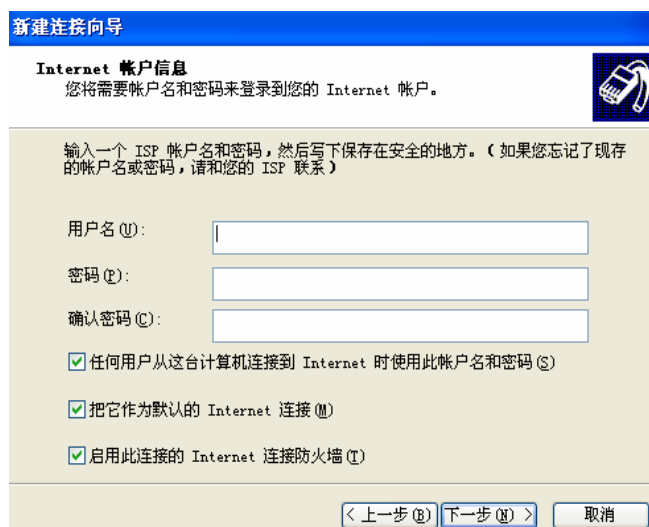 新建连接向导
Internet 帐户信息
您将需要帐户名和密码来登录到您的 Internet 帐户。
输入一个 ISP 帐户名和密码，然后写下保存在安全的地方。（如果您忘记了现存
的帐户名或密码，请和您的 ISP 联系）
用户名(U):
密码(P):
确认密码(C):
任何用户从这台计算机连接到 Internet 时使用此帐户名和密码(S)
把它作为默认的 Internet 连接(M)
启用此连接的 Internet 连接防火墙(T)
< 上一步(B) 下一步(N) > 取消